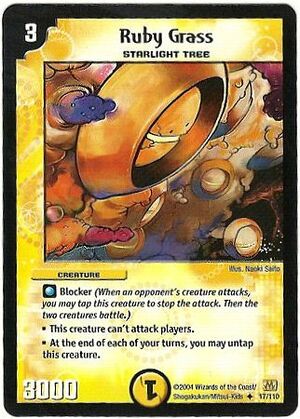 3
Ruby Grass
STARLIGHT TREE
Illus. Naoki Saito
CREATURE
Blocker (When an opponent's creature attacks,
you may tap this creature to stop the attack. Then the
two creatures battle.)
• This creature can't attack players.
• At the end of each of your turns, you may untap
this creature.
3000
1
©2004 Wizards of the Coast/
Shogakukan/Mitsui-Kids
17/110